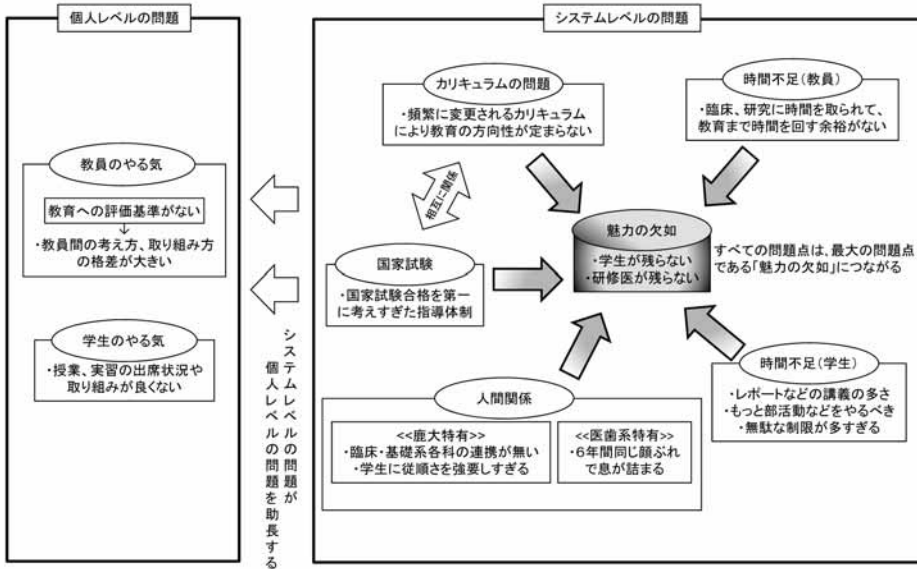 個人レベルの問題
教員のやる気
教育への評価基準がない
・教員間の考え方、取り組み方
の格差が大きい
学生のやる気
・授業、実習の出席状況や
取り組みが良くない
システムレベルの問題が
個人レベルの問題を助長する
システムレベルの問題
カリキュラムの問題
・頻繁に変更されるカリキュラム
により教育の方向性が定まらない
時間不足(教員)
・臨床、研究に時間を取られて、
教育まで時間を回す余裕がない
相互に関係
国家試験
・国家試験合格を第一
に考えすぎた指導体制
魅力の欠如
・学生が残らない
・研修医が残らない
すべての問題点は、最大の問題点
である「魅力の欠如」につながる
人間関係
<<鹿大特有>>
・臨床・基礎系各科の連携が無い
・学生に従順さを強要しすぎる
<<医歯系特有>>
・6年間同じ顔ぶれ
で息が詰まる
時間不足(学生)
・レポートなどの講義の多さ
・もっと部活動などをやるべき
・無駄な制限が多すぎる